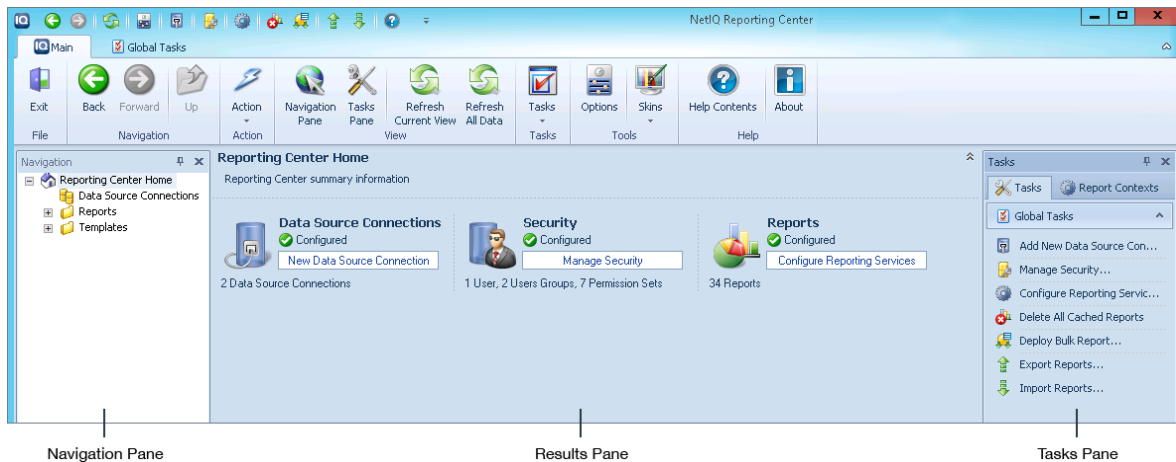 NetIQ Reporting Center
IQ Main
Global Tasks
Exit
Back
Forward
Up
Action
Navigation Pane
Tasks Pane
Refresh Current View
Refresh All Data
Tasks
Options
Skins
Help Contents
About
File
Navigation
Action
View
Tasks
Tools
Help
Navigation
Reporting Center Home
Data Source Connections
Reports
Templates
Reporting Center Home
Reporting Center summary information
Data Source Connections
Configured
New Data Source Connection
2 Data Source Connections
Security
Configured
Manage Security
1 User, 2 Users Groups, 7 Permission Sets
Reports
Configured
Configure Reporting Services
34 Reports
Tasks
Tasks
Report Contexts
Global Tasks
Add New Data Source Con...
Manage Security...
Configure Reporting Servic...
Delete All Cached Reports
Deploy Bulk Report...
Export Reports...
Import Reports...
Navigation Pane
Results Pane
Tasks Pane